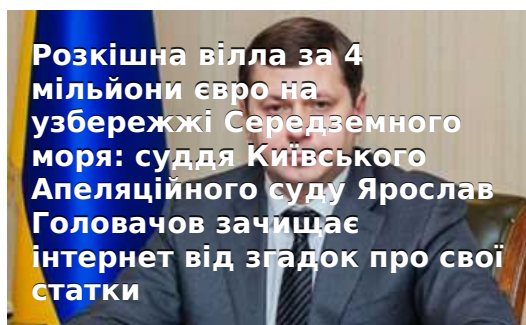 Розкішна вілла за 4
мільйони євро на
узбережжі Середземного
моря: суддя Київського
Апеляційного суду Ярослав
Головачов зачищає
інтернет від згадок про свої
статки